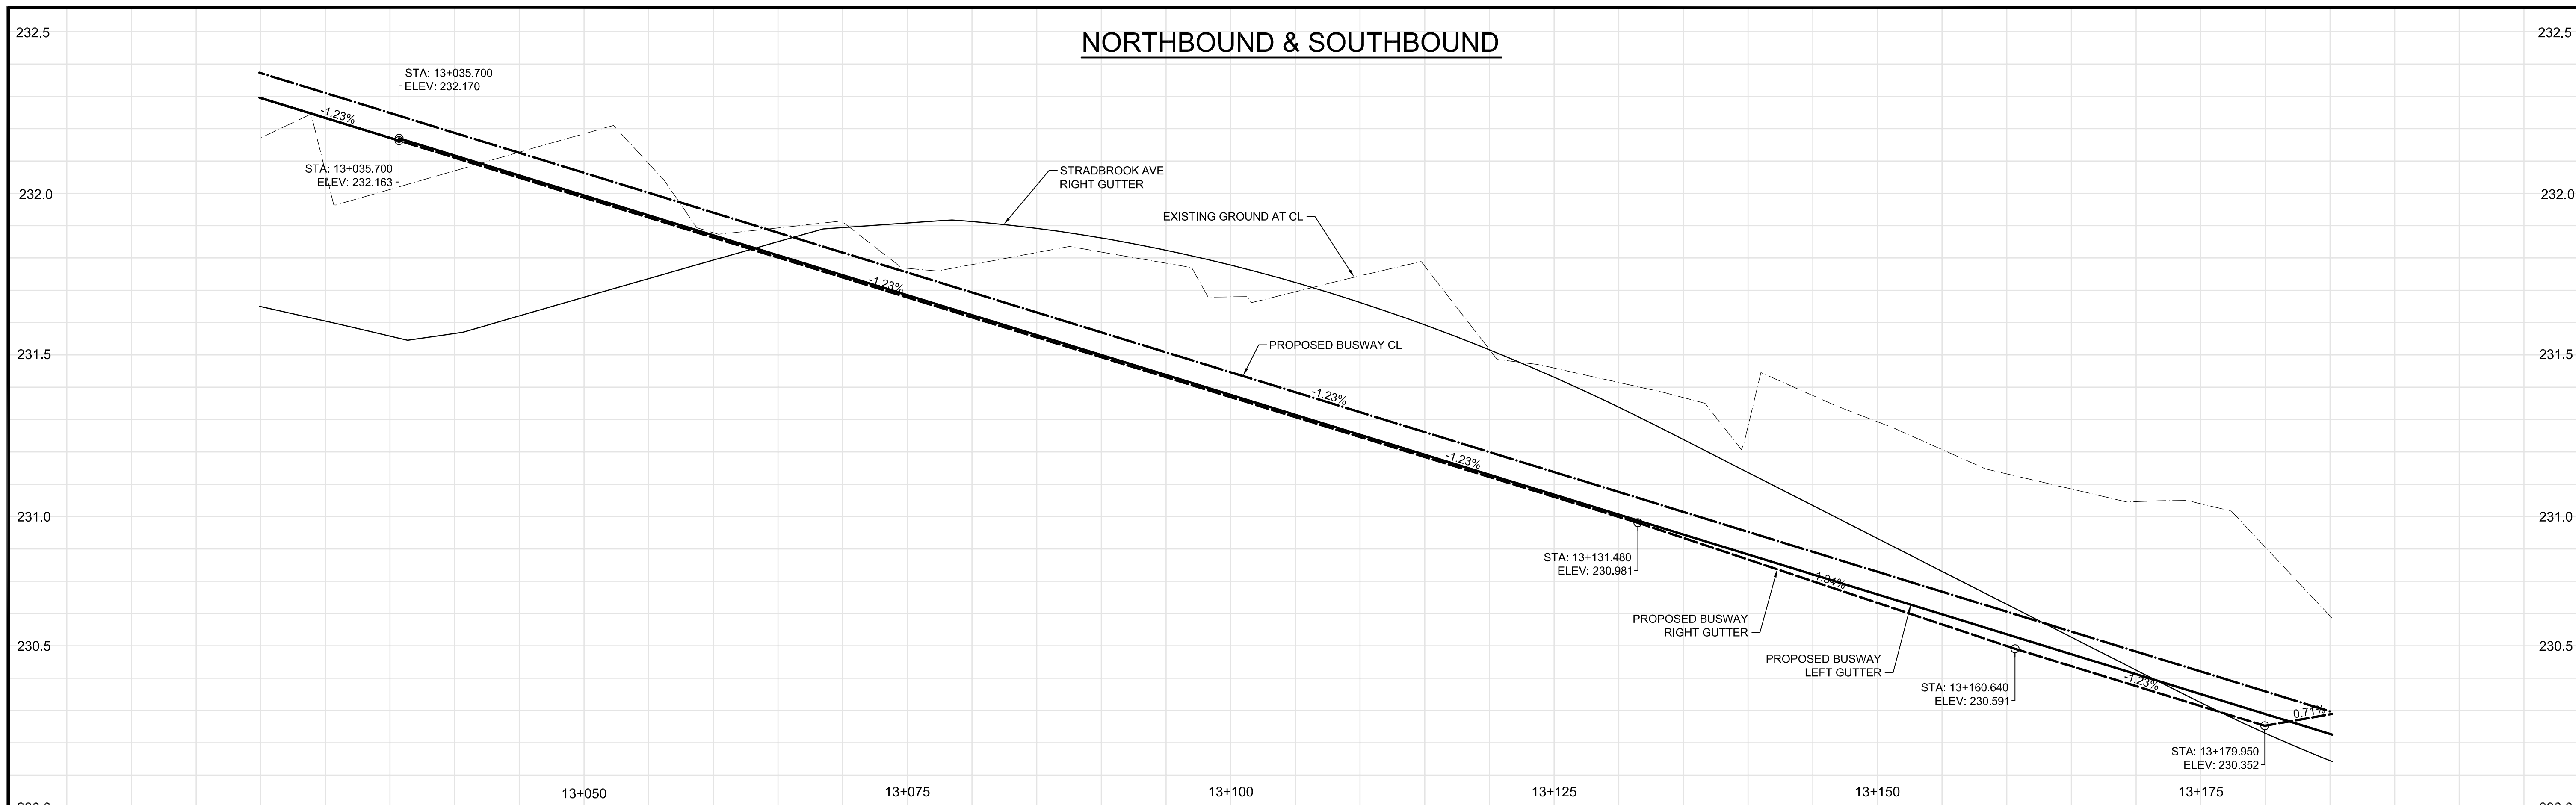 NORTHBOUND & SOUTHBOUND
232.5
232.5
STA: 13+035.700
ELEV: 232.170
-1.23%
STA: 13+035.700
ELEV: 232.163
STRADBROOK AVE
RIGHT GUTTER
232.0
232.0
EXISTING GROUND AT CL
-1.23%
231.5
PROPOSED BUSWAY CL
231.5
-1.23%
-1.23%
231.0
231.0
STA: 13+131.480
ELEV: 230.981
-1.34%
PROPOSED BUSWAY
RIGHT GUTTER
230.5
230.5
PROPOSED BUSWAY
LEFT GUTTER
STA: 13+160.640
ELEV: 230.591
-1.23%
0.71%
STA: 13+179.950
ELEV: 230.352
13+050
13+075
13+100
13+125
13+150
13+175